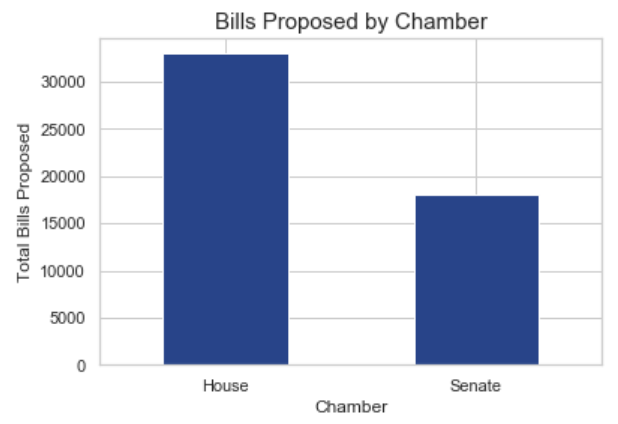 Bills Proposed by Chamber
Total Bills Proposed
30000
25000
20000
15000
10000
5000
0
House
Senate
Chamber